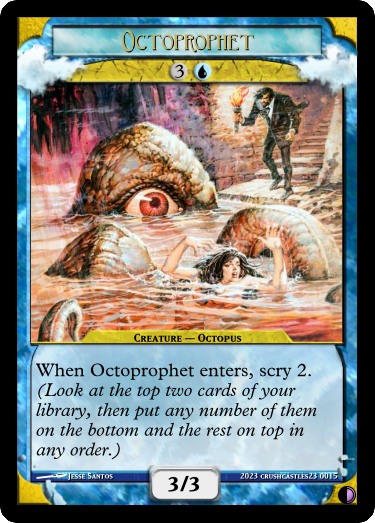 Octoprophet
3
Creature — Octopus
When Octoprophet enters, scry 2.
(Look at the top two cards of your
library, then put any number of them
on the bottom and the rest on top in
any order.)
Jesse Santos
2023 crushcastles23 0015
3/3